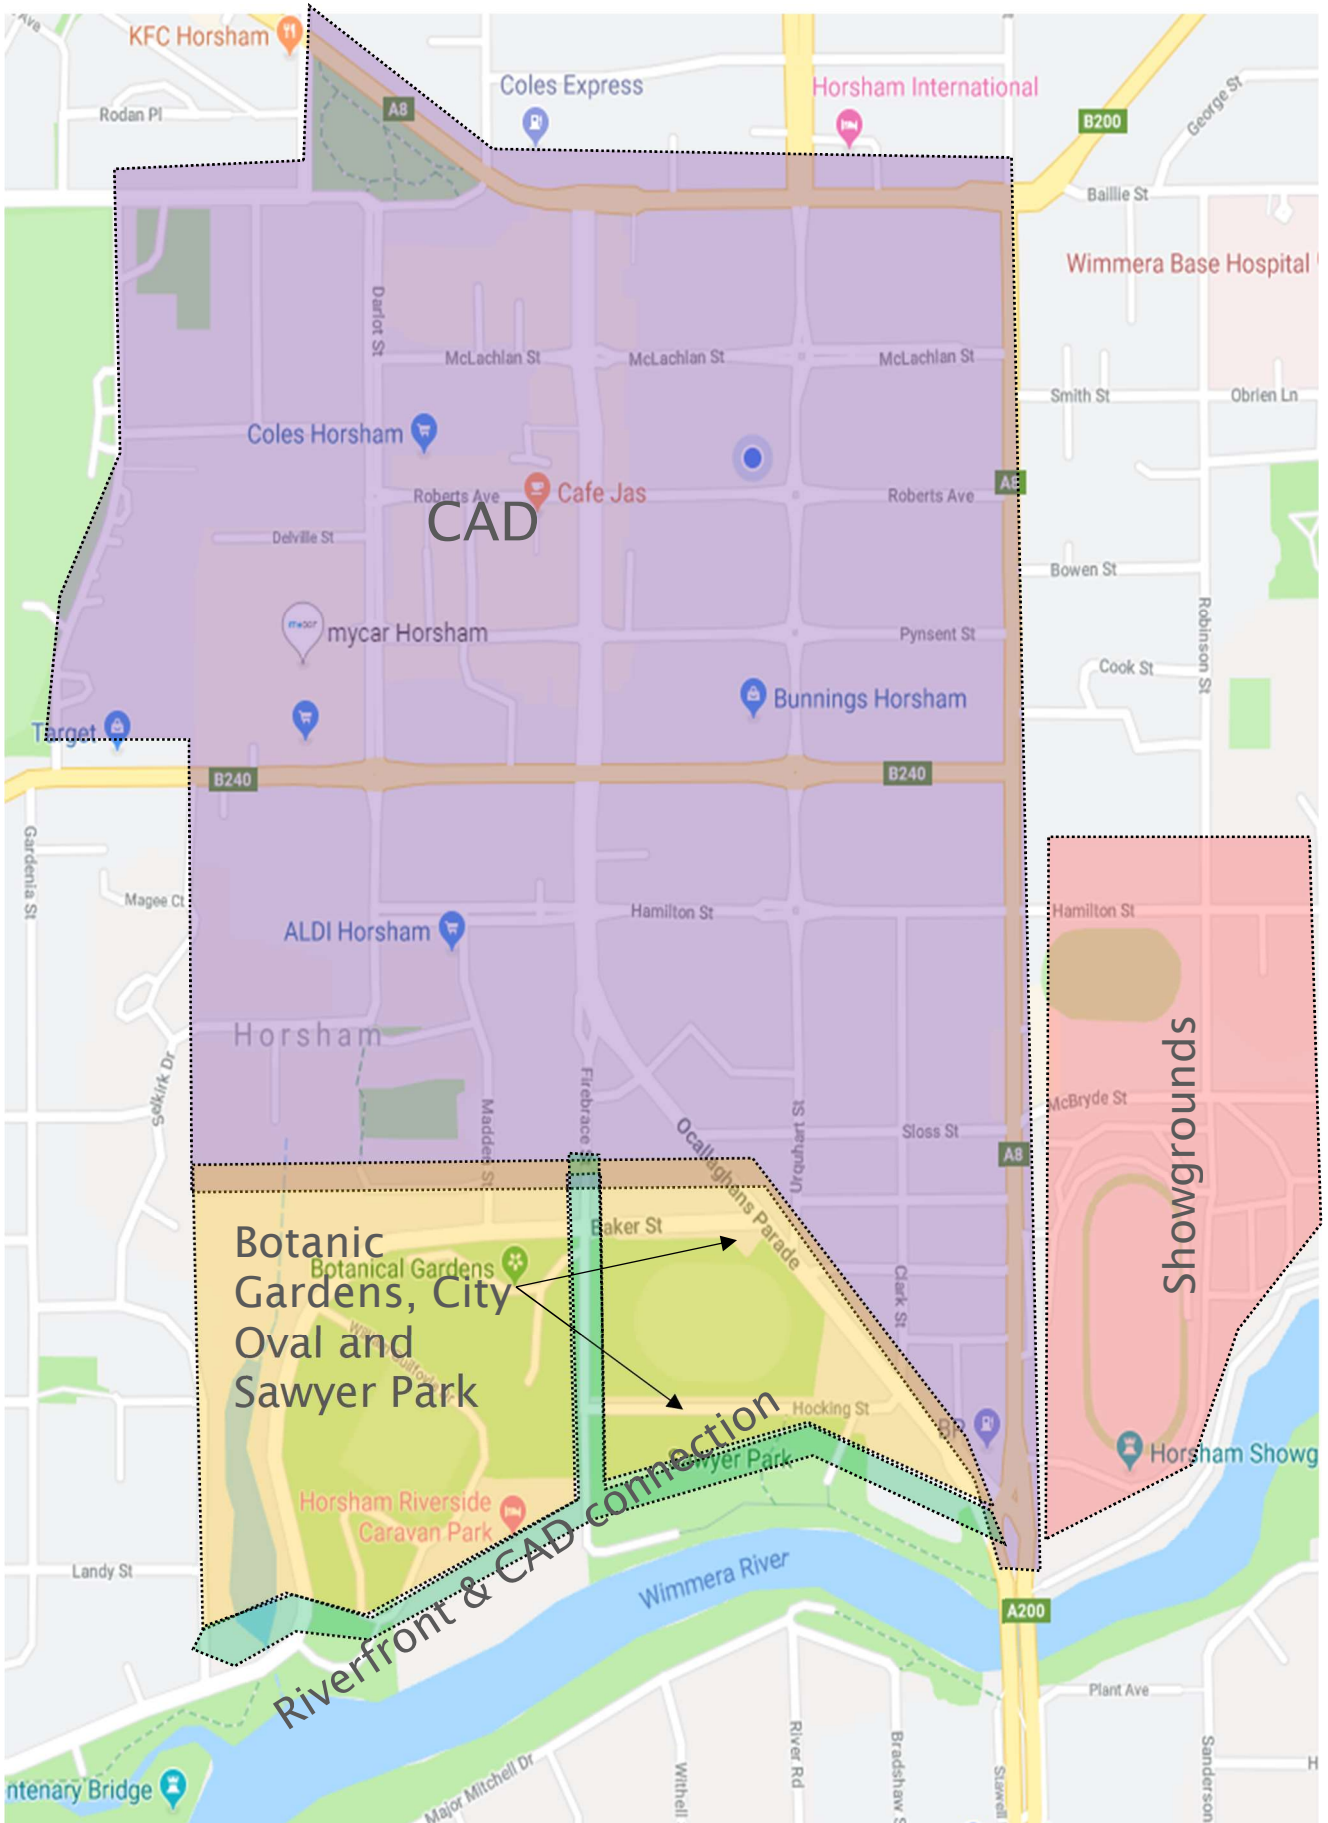 Ave
KFC Horsham
Coles Express
Horsham International
George St
A8
Rodan Pl
B200
Baillie St
Wimmera Base Hospital
Darlot St
McLachlan St
McLachlan St
McLachlan St
Smith St
Obrien Ln
Coles Horsham
Roberts Ave
Cafe Jas
Roberts Ave
A8
CAD
Delville St
Bowen St
mycar Horsham
Pynsent St
Robinson St
Cook St
Bunnings Horsham
Target
B240
B240
Gardenia St
Magee Ct
Hamilton St
Hamilton St
ALDI Horsham
Horsham
Selkirk Dr
Firebrace S
Madden St
Ocallaghans Parade
Urquhart St
Sloss St
McBryde St
A8
Showgrounds
Baker St
Botanic
Gardens, City
Oval and
Sawyer Park
Botanical Gardens
Clark St
Hocking St
BP
Sawyer Park
Horsham Showg
Horsham Riverside
Caravan Park
Riverfront & CAD connection
Wimmera River
Landy St
A200
Plant Ave
ntenary Bridge
Major Mitchell Dr
Withell
River Rd
Bradshaw S
Stawell
Sanderson
H